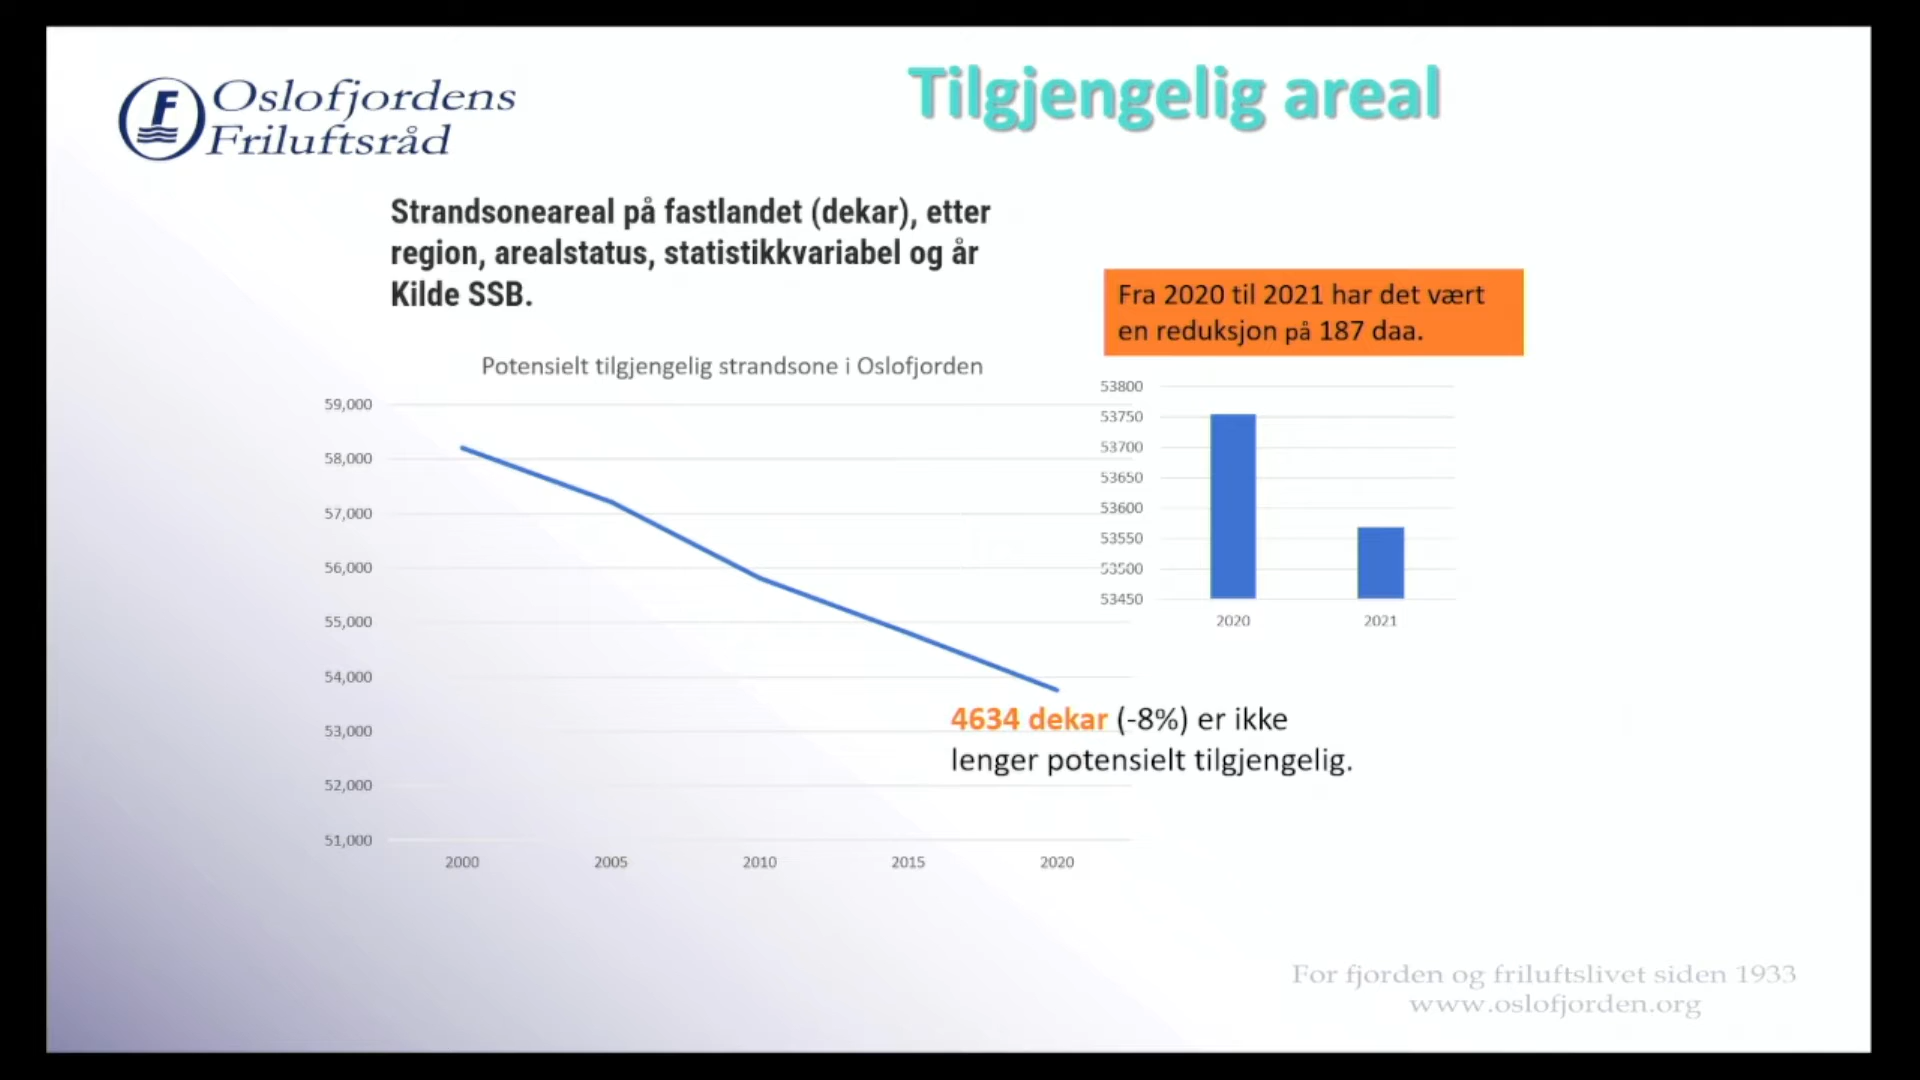 Oslofjordens
Friluftsråd
Tilgjengelig areal
Strandsoneareal på fastlandet (dekar), etter
region, arealstatus, statistikkvariabel og år
Kilde SSB.
Fra 2020 til 2021 har det vært
en reduksjon på 187 daa.
Potensielt tilgjengelig strandsone i Oslofjorden
59,000
58,000
57,000
56,000
55,000
54,000
53,000
52,000
51,000
2000 2005 2010 2015 2020
53800
53750
53700
53650
53600
53550
53500
53450
2020 2021
4634 dekar (-8%) er ikke
lenger potensielt tilgjengelig.
For fjorden og friluftslivet siden 1933
www.oslofjorden.org